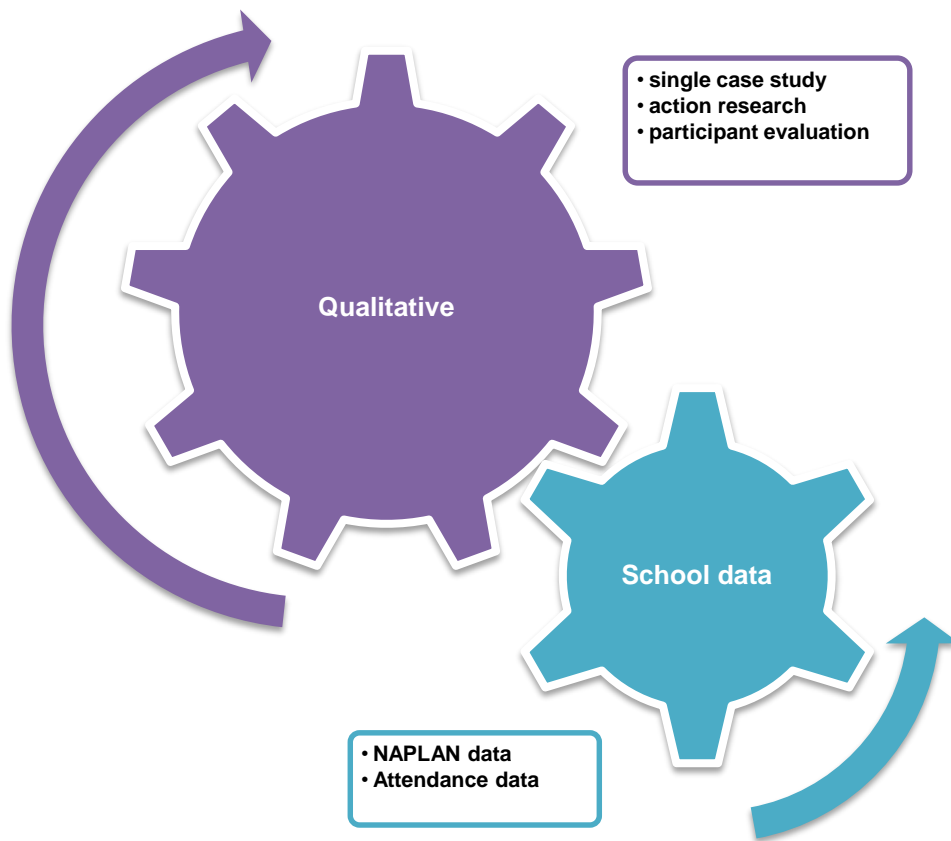 • single case study
• action research
• participant evaluation
Qualitative
School data
• NAPLAN data
• Attendance data